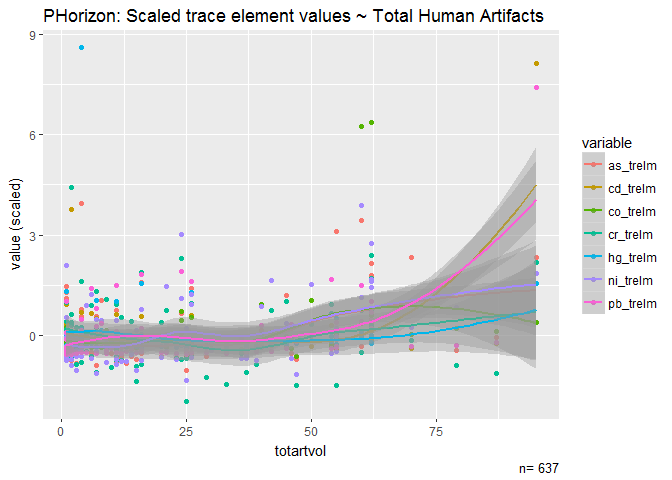 PHorizon: Scaled trace element values ~ Total Human Artifacts
9
6
3
0
value (scaled)
0
25
50
75
totartvol
variable
as_trelm
cd_trelm
co_trelm
cr_trelm
hg_trelm
ni_trelm
pb_trelm
n= 637